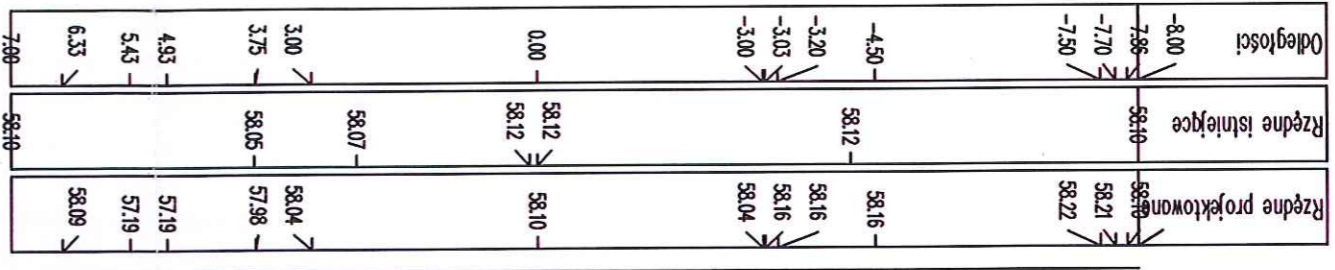 Rzędne projektowane 58.21 58.22 58.16 58.16 58.16 58.04 58.10 58.04 57.98 57.19 57.19 58.09
Rzędne istniejące 58.10 58.12 58.12 58.12 58.07 58.05 58.10
Odległości -8.00 7.86 -7.70 -7.50 -4.50 -3.20 -3.03 -3.00 0.00 3.00 3.75 4.93 5.43 6.33 7.00